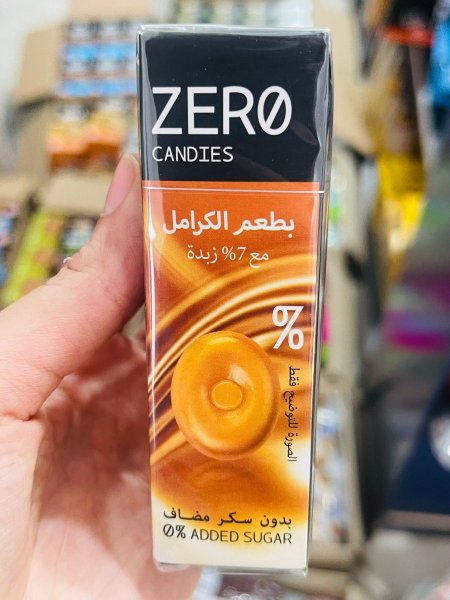 ZERO
CANDIES
بطعم الكرامل
مع 7% زبدة
%
الصورة للتوضيح فقط
بدون سكر مضاف
0% ADDED SUGAR